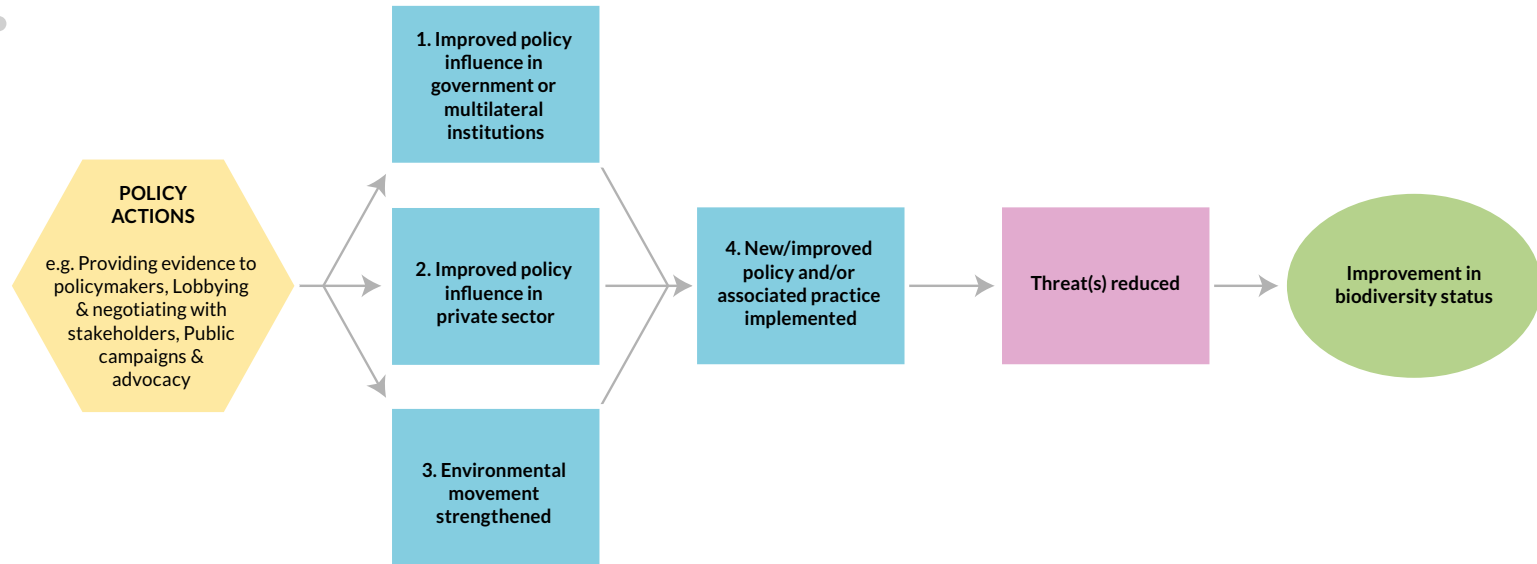 POLICY
ACTIONS
e.g. Providing evidence to
policymakers, Lobbying
& negotiating with
stakeholders, Public
campaigns &
advocacy
1. Improved policy
influence in
government or
multilateral
institutions
2. Improved policy
influence in
private sector
3. Environmental
movement
strengthened
4. New/improved
policy and/or
associated practice
implemented
Threat(s) reduced
Improvement in
biodiversity status